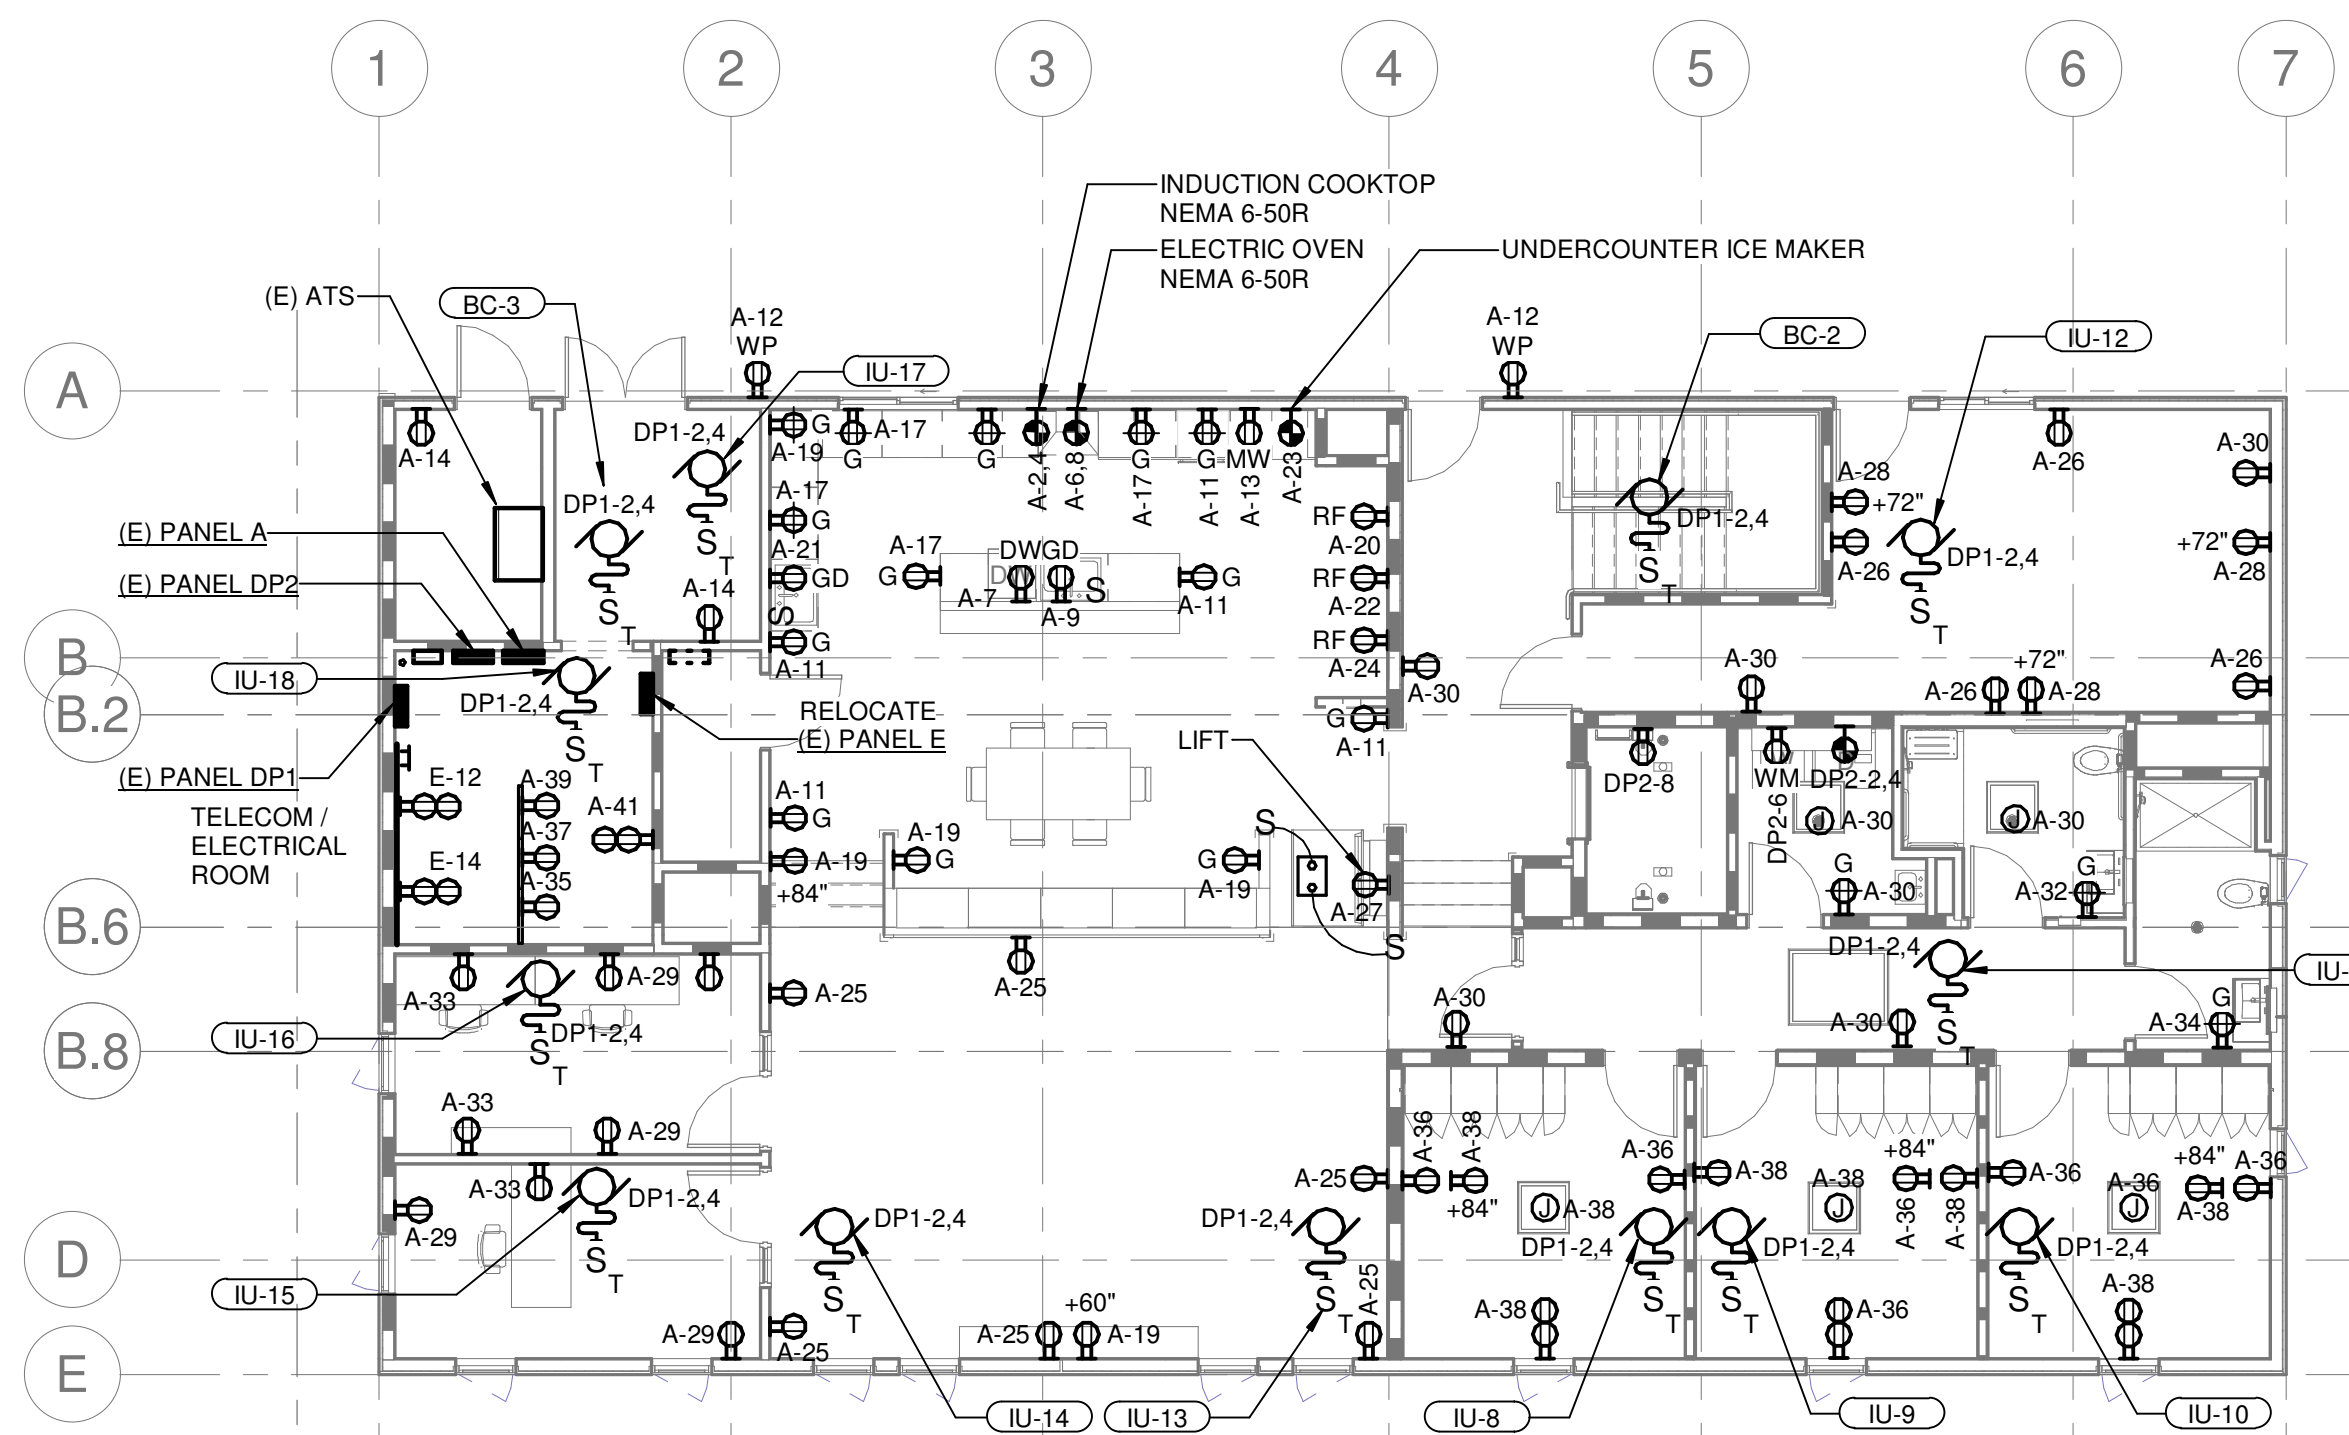 1
2
3
4
5
6
7
INDUCTION COOKTOP
NEMA 6-50R
ELECTRIC OVEN
NEMA 6-50R
UNDERCOUNTER ICE MAKER
(E) ATS
BC-3
A-12
WP
A-12
WP
BC-2
IU-12
IU-17
A
DP1-2,4
G
A-19
A-17
G
G
G
G
MW
A-14
A-2,4
A-6,8
A-17
A-11
A-13
A-23
A-26
A-30
A-28
+72"
DP1-2,4
S
T
A-17
G
DP1-2,4
S
T
RF
A-20
DP1-2,4
S
T
(E) PANEL A
A-21
GD
A-17
G
DW
GD
DW
S
A-7
A-9
G
A-11
RF
A-22
A-26
DP1-2,4
S
T
+72"
A-28
(E) PANEL DP2
A-14
S
G
A-11
RF
A-24
A-30
B
IU-18
DP1-2,4
S
T
A-30
+72"
A-26
A-28
A-26
B.2
RELOCATE
(E) PANEL E
LIFT
G
A-11
(E) PANEL DP1
TELECOM /
ELECTRICAL
ROOM
E-12
A-39
A-41
A-37
E-14
A-35
A-11
G
A-19
+84"
A-19
G
G
A-19
S
A-27
S
DP2-8
WM
DP2-2,4
D
DP2-6
J
A-30
J
A-30
G
A-30
G
A-32
B.6
A-33
A-29
A-25
A-25
DP1-2,4
S
T
IU-
IU-16
DP1-2,4
S
T
A-30
A-30
G
A-34
B.8
A-33
A-29
A-33
A-29
DP1-2,4
S
T
A-25
A-36
A-38
+84"
A-36
J
A-38
A-38
A-38
J
+84"
A-36
A-38
A-36
A-36
J
+84"
A-38
A-36
D
IU-15
DP1-2,4
S
T
DP1-2,4
S
T
DP1-2,4
S
T
DP1-2,4
S
T
DP1-2,4
S
T
A-29
A-25
+60"
A-25
A-19
A-25
A-38
A-36
A-38
E
IU-14
IU-13
IU-8
IU-9
IU-10